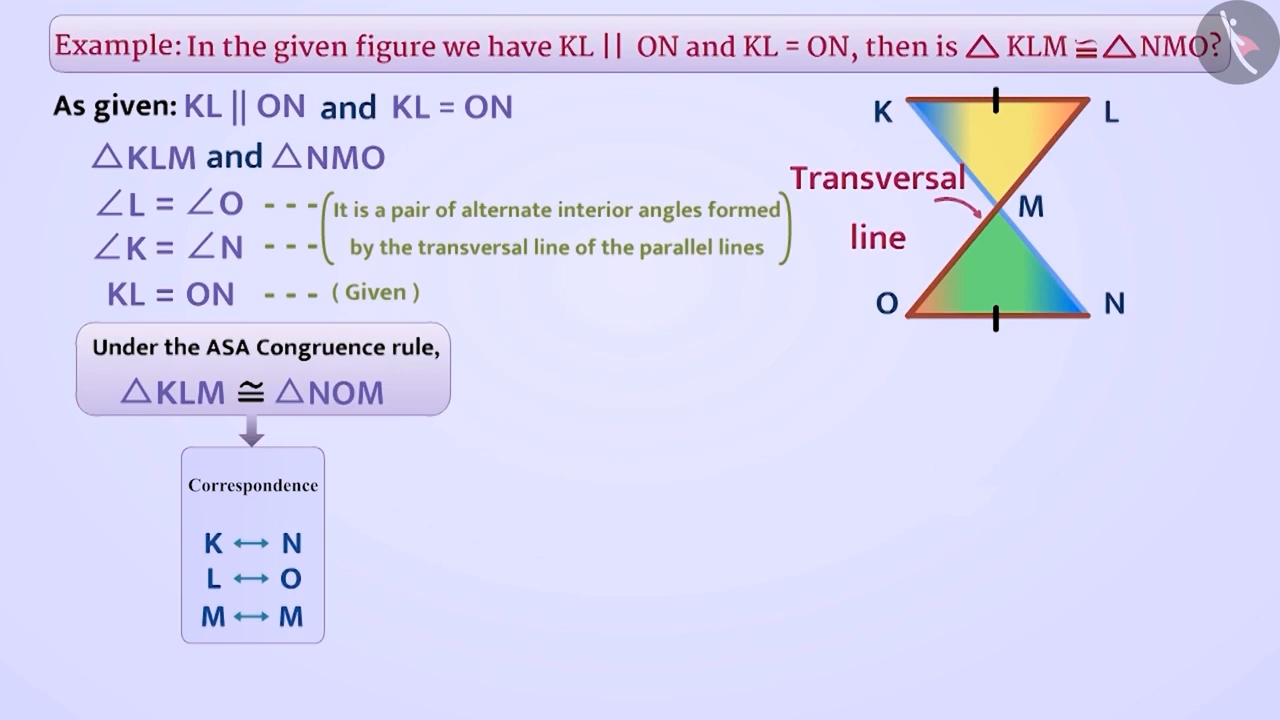 Example: In the given figure we have KL || ON and KL = ON, then is △ KLM ≅ △ NMO?
As given: KL || ON and KL = ON
△KLM and △NMO
∠L = ∠O - - - (It is a pair of alternate interior angles formed
∠K = ∠N - - - by the transversal line of the parallel lines)
KL = ON - - - ( Given )
Under the ASA Congruence rule,
△KLM ≅ △NOM
Correspondence
K ↔ N
L ↔ O
M ↔ M
K
L
Transversal
line
M
O
N